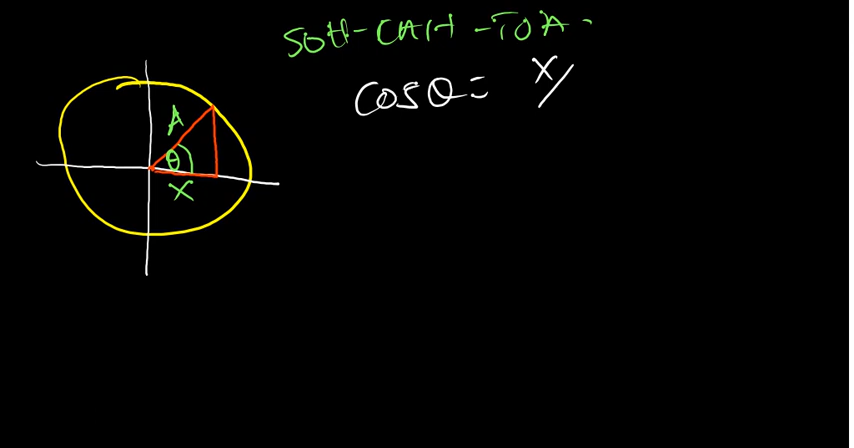 SOH-CAH-TOA-
cosθ= x/
A
θ
x